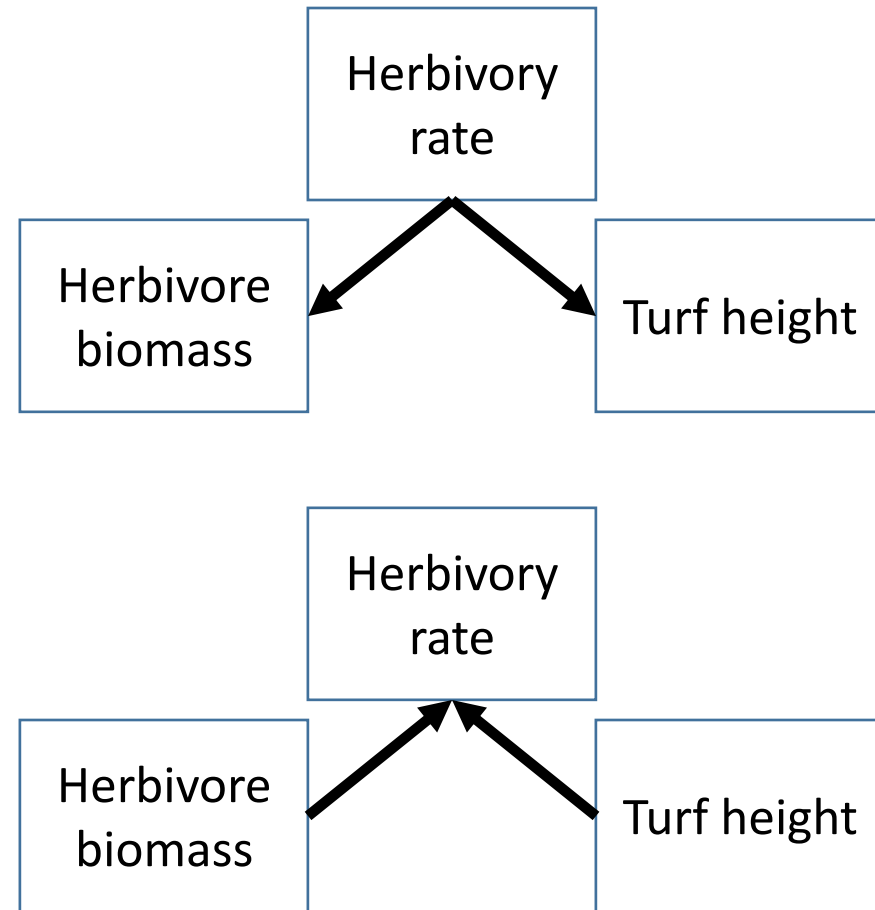 Herbivory
rate
Herbivore
biomass
Turf height
Herbivory
rate
Herbivore
biomass
Turf height